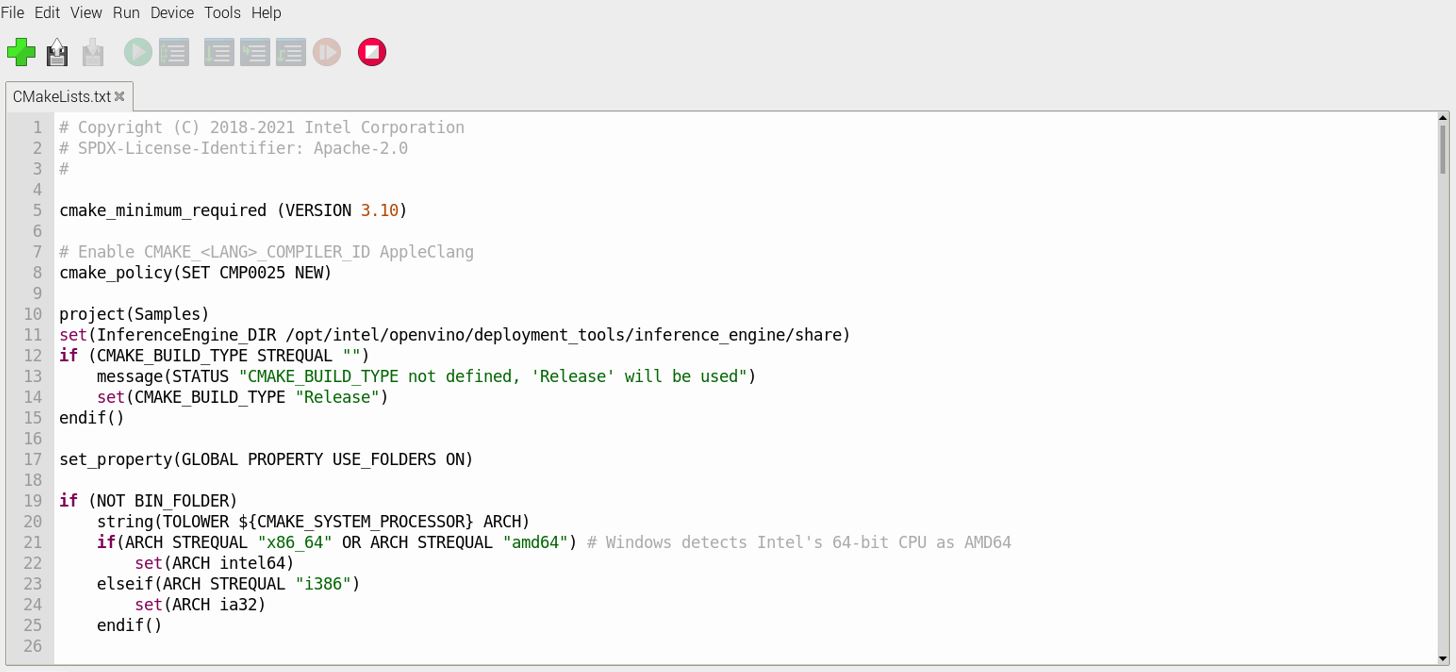 File Edit View Run Device Tools Help
CMakeLists.txt
1 # Copyright (C) 2018-2021 Intel Corporation
2 # SPDX-License-Identifier: Apache-2.0
3 #
4
5 cmake_minimum_required (VERSION 3.10)
6
7 # Enable CMAKE_<LANG>_COMPILER_ID AppleClang
8 cmake_policy(SET CMP0025 NEW)
9
10 project(Samples)
11 set(InferenceEngine_DIR /opt/intel/openvino/deployment_tools/inference_engine/share)
12 if (CMAKE_BUILD_TYPE STREQUAL "")
13     message(STATUS "CMAKE_BUILD_TYPE not defined, 'Release' will be used")
14     set(CMAKE_BUILD_TYPE "Release")
15 endif()
16
17 set_property(GLOBAL PROPERTY USE_FOLDERS ON)
18
19 if (NOT BIN_FOLDER)
20     string(TOLOWER ${CMAKE_SYSTEM_PROCESSOR} ARCH)
21     if(ARCH STREQUAL "x86_64" OR ARCH STREQUAL "amd64") # Windows detects Intel's 64-bit CPU as AMD64
22         set(ARCH intel64)
23     elseif(ARCH STREQUAL "i386")
24         set(ARCH ia32)
25     endif()
26